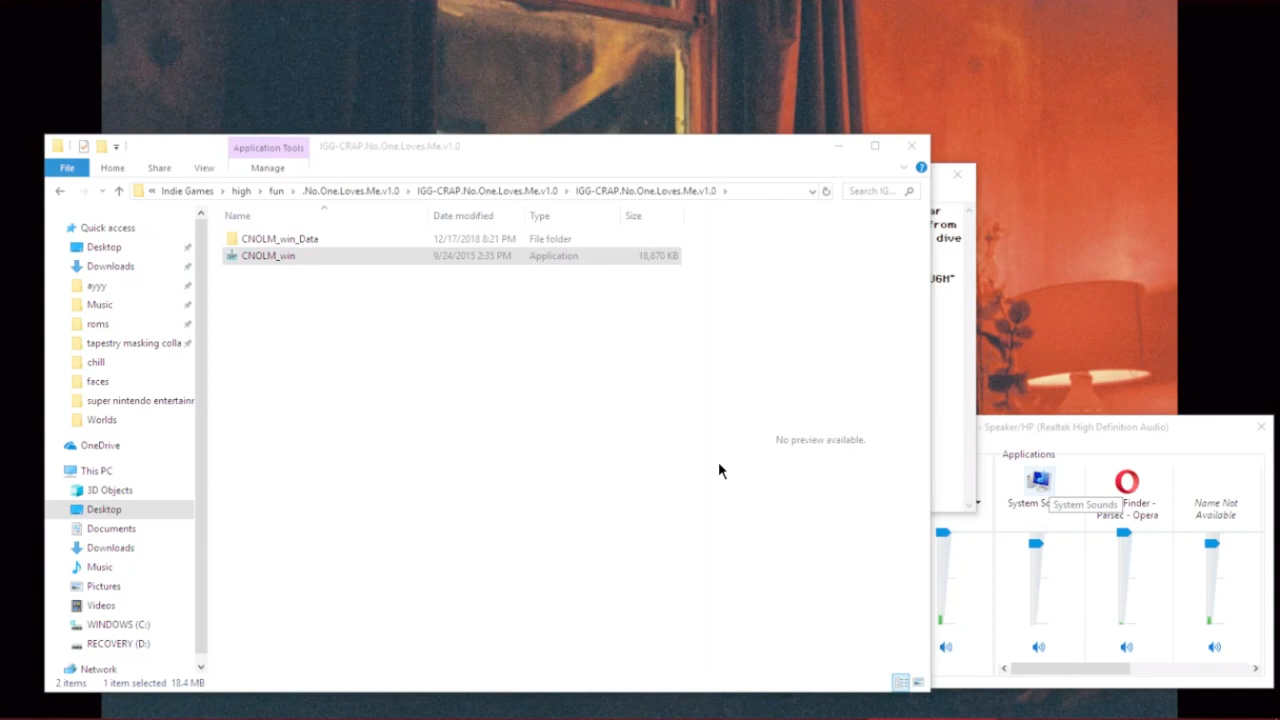 Application Tools
IGG-CRAP.No.One.Loves.Me.v1.0
File
Home
Share
View
Manage
« Indie Games › high › fun › .No.One.Loves.Me.v1.0 › IGG-CRAP.No.One.Loves.Me.v1.0 › IGG-CRAP.No.One.Loves.Me.v1.0 ›
Search IG...
Name
Date modified
Type
Size
CNOLM_win_Data
12/17/2018 8:21 PM
File folder
CNOLM_win
9/24/2015 2:35 PM
Application
18,870 KB
Quick access
Desktop
Downloads
ayyy
Music
roms
tapestry masking colla
chill
faces
super nintendo entertainr
Worlds
OneDrive
This PC
3D Objects
Desktop
Documents
Downloads
Music
Pictures
Videos
WINDOWS (C:)
RECOVERY (D:)
Network
No preview available.
2 items
1 item selected 18.4 MB
ar
from
dive
- Speaker/HP (Realtek High Definition Audio)
Applications
System So
System Sounds
Finder -
Parsec - Opera
Name Not
Available